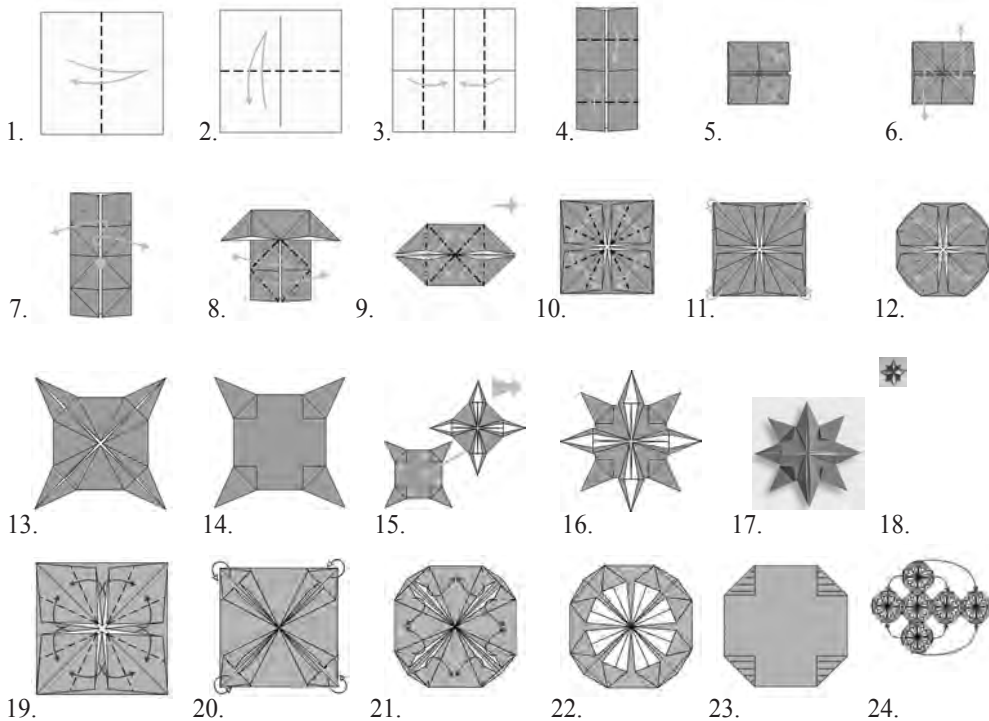 1. 2. 3. 4. 5. 6.
7. 8. 9. 10. 11. 12.
13. 14. 15. 16. 17. 18.
19. 20. 21. 22. 23. 24.